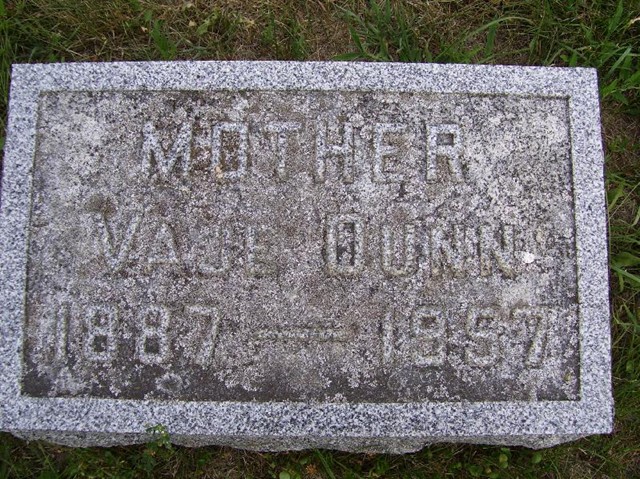 MOTHER
VADE DUNN
1887 — 1957